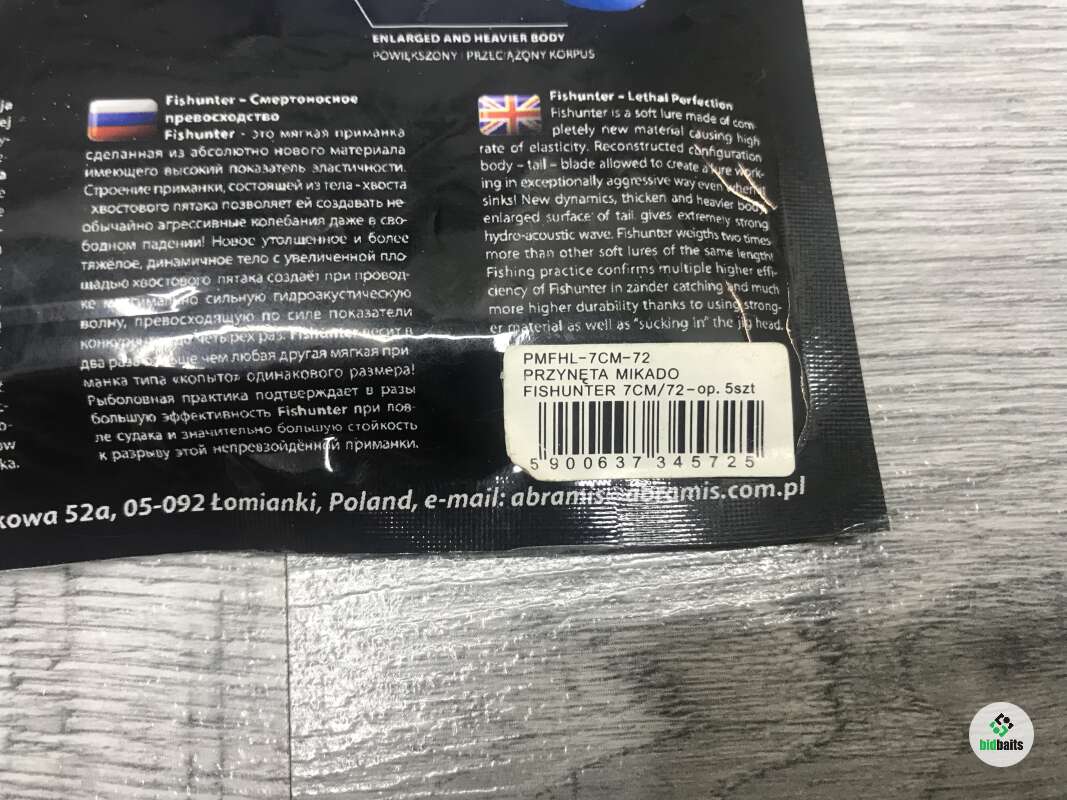 ENLARGED AND HEAVIER BODY
POWIĘKSZONY I PRZECIĄŻONY KORPUS
Fishunter – Смертоносное
превосходство
Fishunter - это мягкая приманка
сделанная из абсолютно нового материала
имеющего высокий показатель эластичности.
Строение приманки, состоящей из тела - хвоста
хвостового пятака позволяет ей создавать не-
обычайно агрессивные колебания даже в сво-
бодном падении! Новое утолщенное и более
тяжёлое, динамичное тело с увеличенной пло-
щадью хвостового пятака создаёт при провод-
ке максимально сильную гидроакустическую
волну, превосходящую по силе показатели
четырех раз. Fishunter весит в
два раза больше чем любая другая мягкая при
манка типа «копыто» одинакового размера!
Рыболовная практика подтверждает в разы
большую эффективность Fishunter при лов-
ле судака и значительно большую стойкость
к разрыву этой непревзойдённой приманки.
Fishunter – Lethal Perfection
Fishunter is a soft lure made of com-
pletely new material causing high
rate of elasticity. Reconstructed configuration
body – tail – blade allowed to create a lure work-
ing in exceptionally aggressive way even when it
sinks! New dynamics, thicken and heavier body
enlarged surface of tail gives extremely strong
hydro-acoustic wave. Fishunter weigths two times
more than other soft lures of the same length!
Fishing practice confirms multiple higher effi-
ciency of Fishunter in zander catching and much
more higher durability thanks to using strong-
er material as well as "sucking in" the jig head.
PMFHL-7CM-72
PRZYNĘTA MIKADO
FISHUNTER 7CM/72-op. 5szt
5 900637 345725
kowa 52a, 05-092 Łomianki, Poland, e-mail: abramis@abramis.com.pl
bidbaits